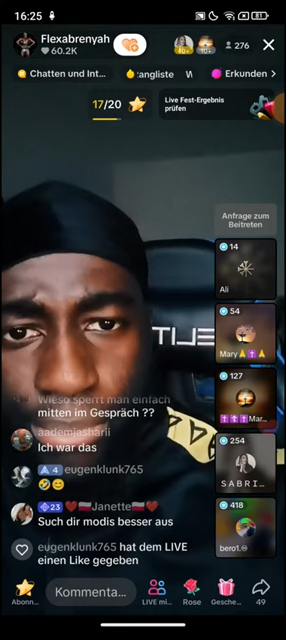 16:25
81
Flexabrenyah
60.2K
10+
276
Chatten und Int...
angliste
W
Erkunden >
17/20
Live Fest-Ergebnis
prüfen
Anfrage zum
Beitreten
14
Ali
54
Mary
127
Mar...
254
SABRI...
418
bero1.
Wieso sperrt man einfach
mitten im Gespräch ??
aademjasharii
Ich war das
4 eugenklunk765
23 Janette
Such dir modis besser aus
eugenklunk765 hat dem LIVE
einen Like gegeben
Abonn...
Kommenta...
LIVE mi...
Rose
Gesche...
49